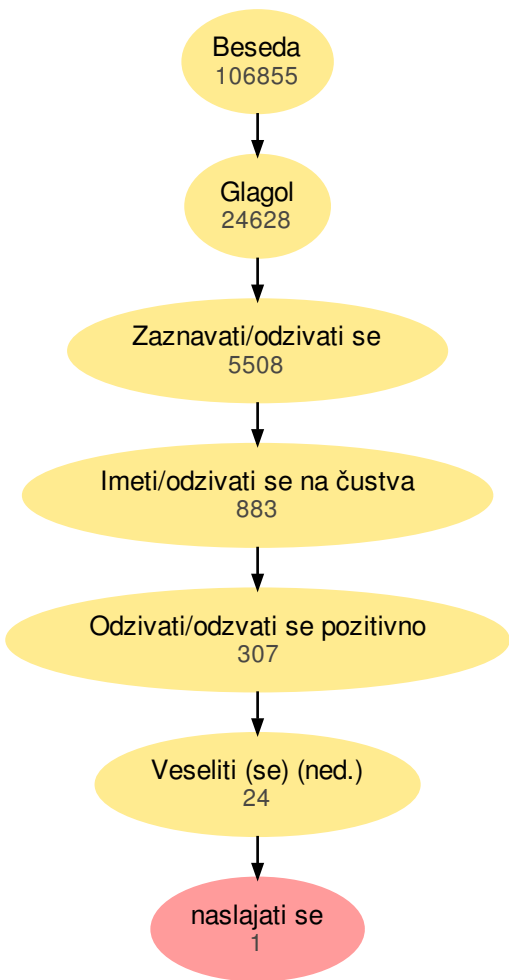 Beseda
106855
Glagol
24628
Zaznavati/odzivati se
5508
Imeti/odzivati se na čustva
883
Odzivati/odzvati se pozitivno
307
Veseliti (se) (ned.)
24
naslajati se
1